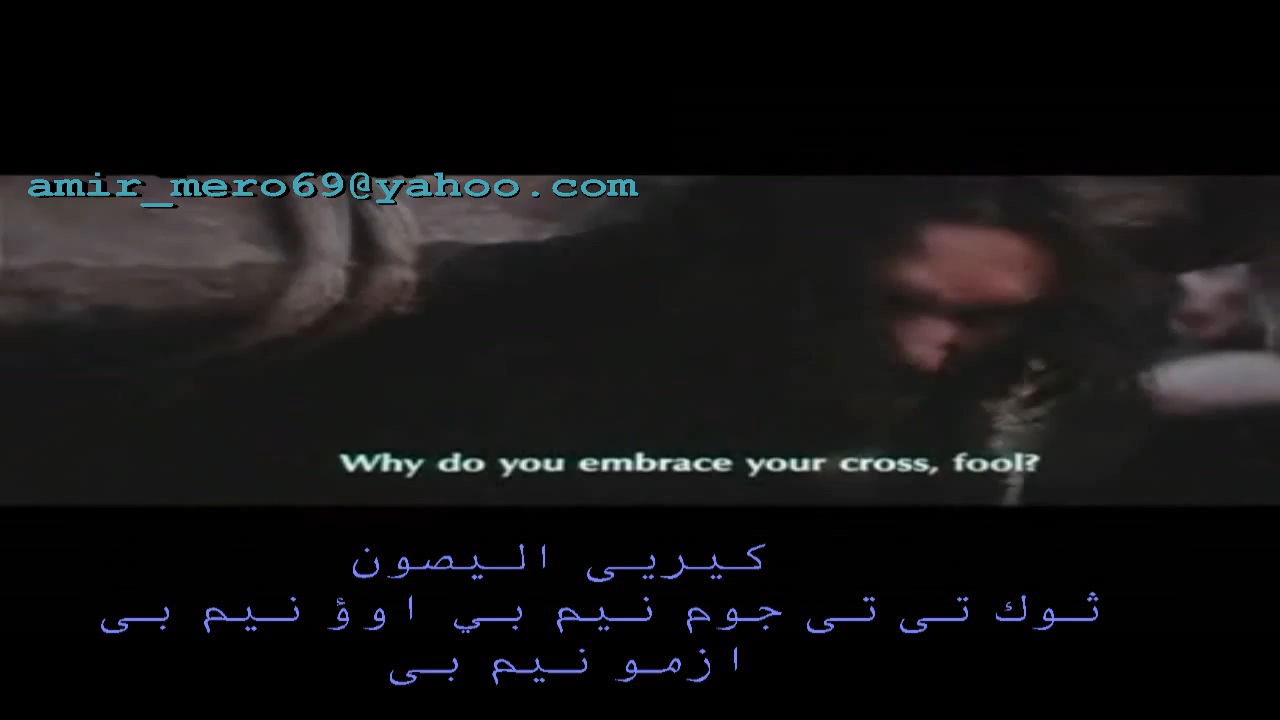 amir_mero69@yahoo.com
Why do you embrace your cross, fool?
كيريى اليصون
ثوك تى تى جوم نيم بي اوؤ نيم بى
ازمو نيم بى